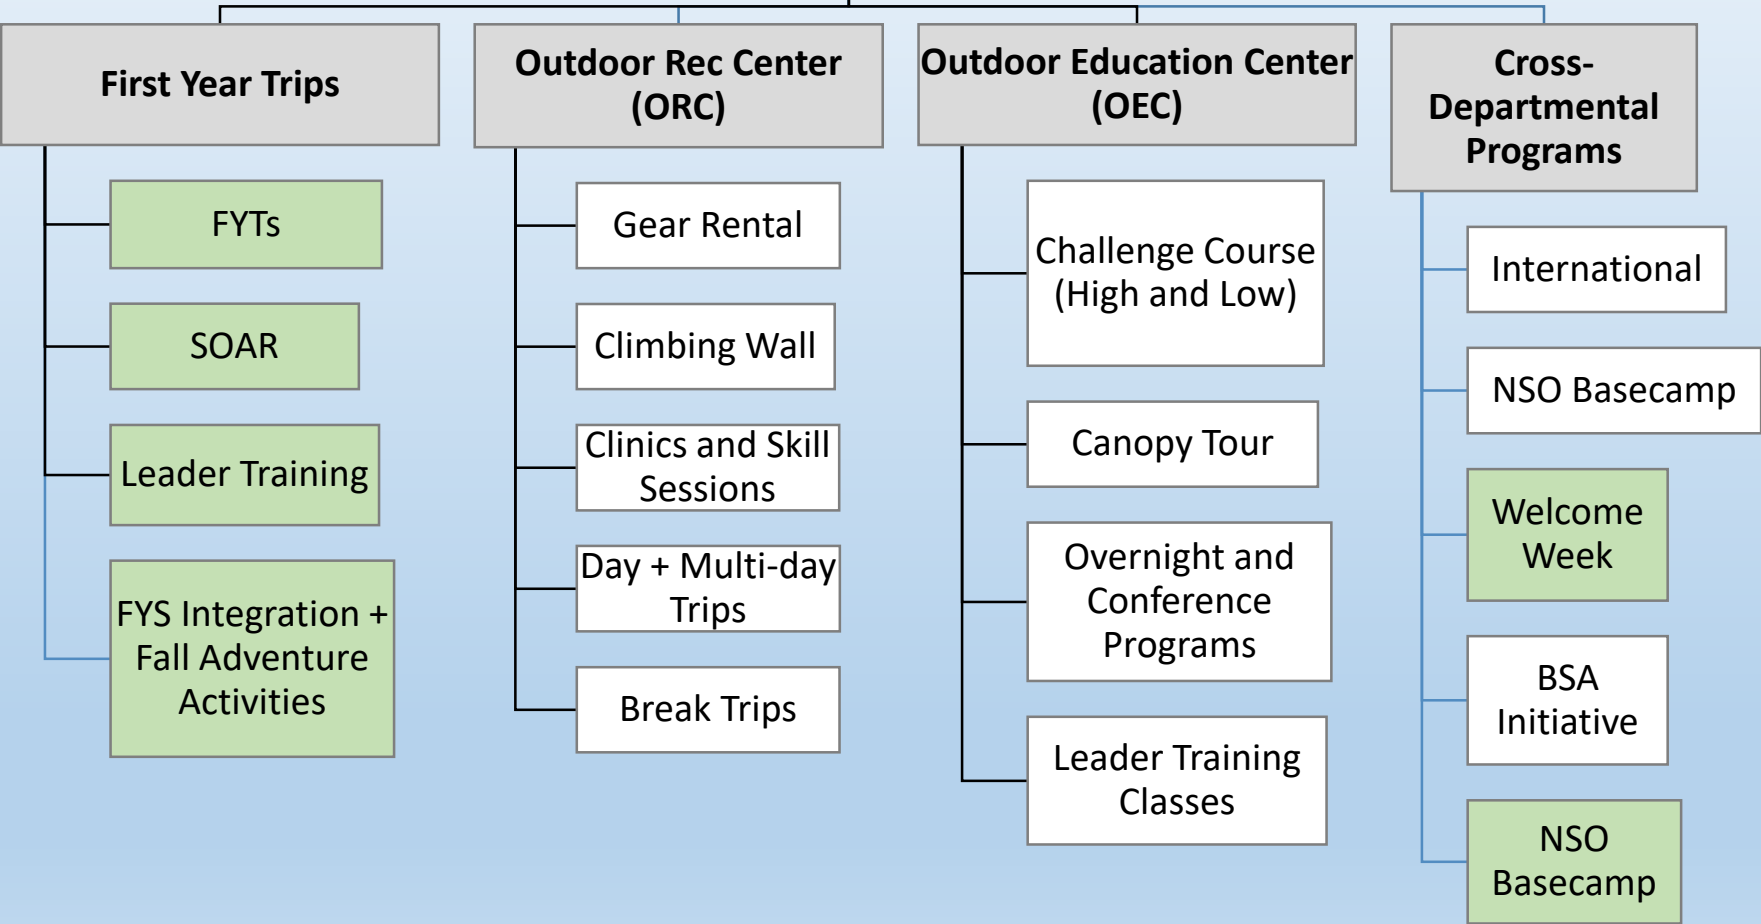 First Year Trips
FYTs
SOAR
Leader Training
FYS Integration +
Fall Adventure
Activities
Outdoor Rec Center
(ORC)
Gear Rental
Climbing Wall
Clinics and Skill
Sessions
Day + Multi-day
Trips
Break Trips
Outdoor Education Center
(OEC)
Challenge Course
(High and Low)
Canopy Tour
Overnight and
Conference
Programs
Leader Training
Classes
Cross-
Departmental
Programs
International
NSO Basecamp
Welcome
Week
BSA
Initiative
NSO
Basecamp